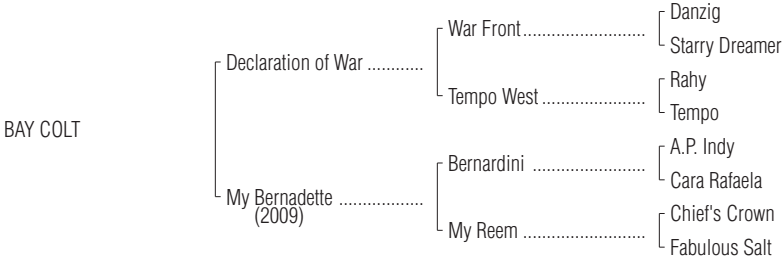 Danzig
War Front..........................
Starry Dreamer
Declaration of War ............
Rahy
Tempo West......................
Tempo
BAY COLT
A.P. Indy
Bernardini ........................
Cara Rafaela
My Bernadette ..................
(2009)
Chief's Crown
My Reem ..........................
Fabulous Salt